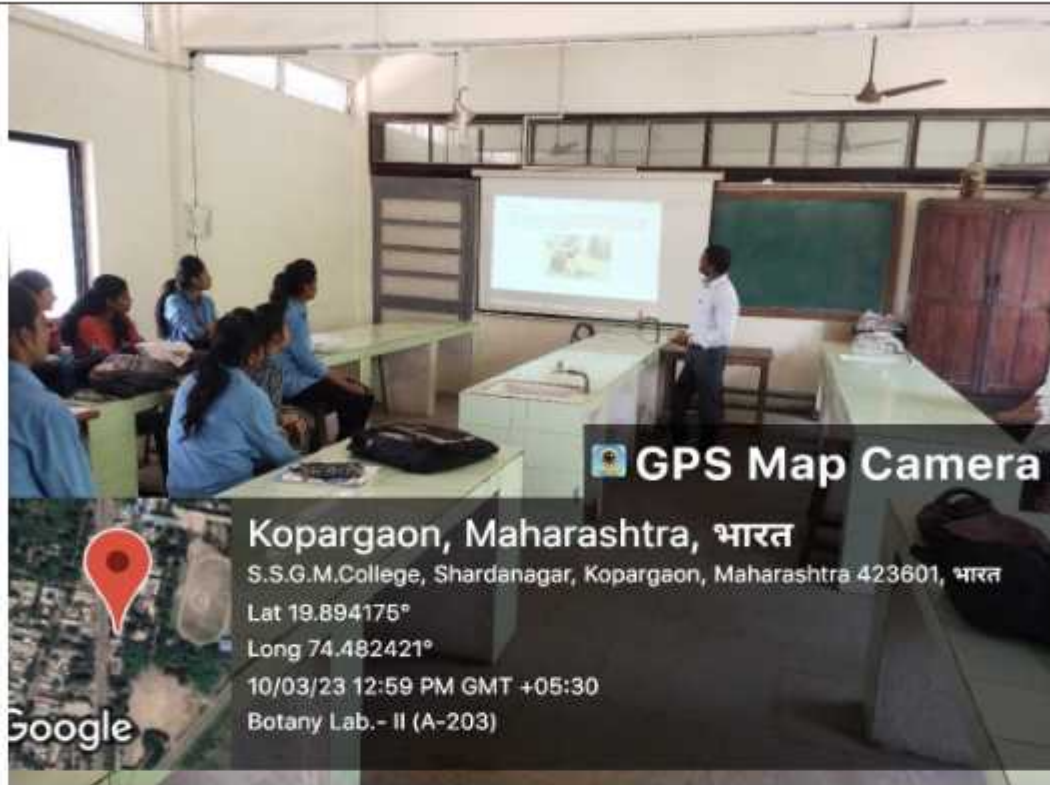 GPS Map Camera
Kopargaon, Maharashtra, भारत
S.S.G.M.College, Shardanagar, Kopargaon, Maharashtra 423601, भारत
Lat 19.894175°
Long 74.482421°
10/03/23 12:59 PM GMT +05:30
Botany Lab.- II (A-203)
Google